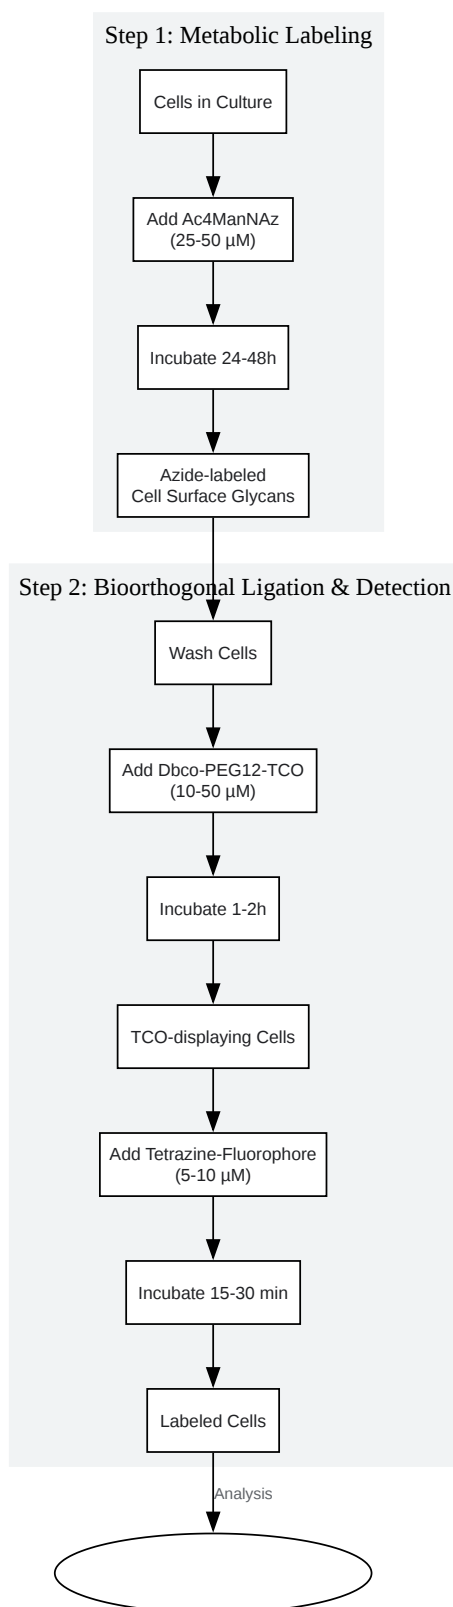 Step 1: Metabolic Labeling
Cells in Culture
Add Ac4ManNAz
(25-50 µM)
Incubate 24-48h
Azide-labeled
Cell Surface Glycans
Step 2: Bioorthogonal Ligation & Detection
Wash Cells
Add Dbco-PEG12-TCO
(10-50 µM)
Incubate 1-2h
TCO-displaying Cells
Add Tetrazine-Fluorophore
(5-10 µM)
Incubate 15-30 min
Labeled Cells
Analysis